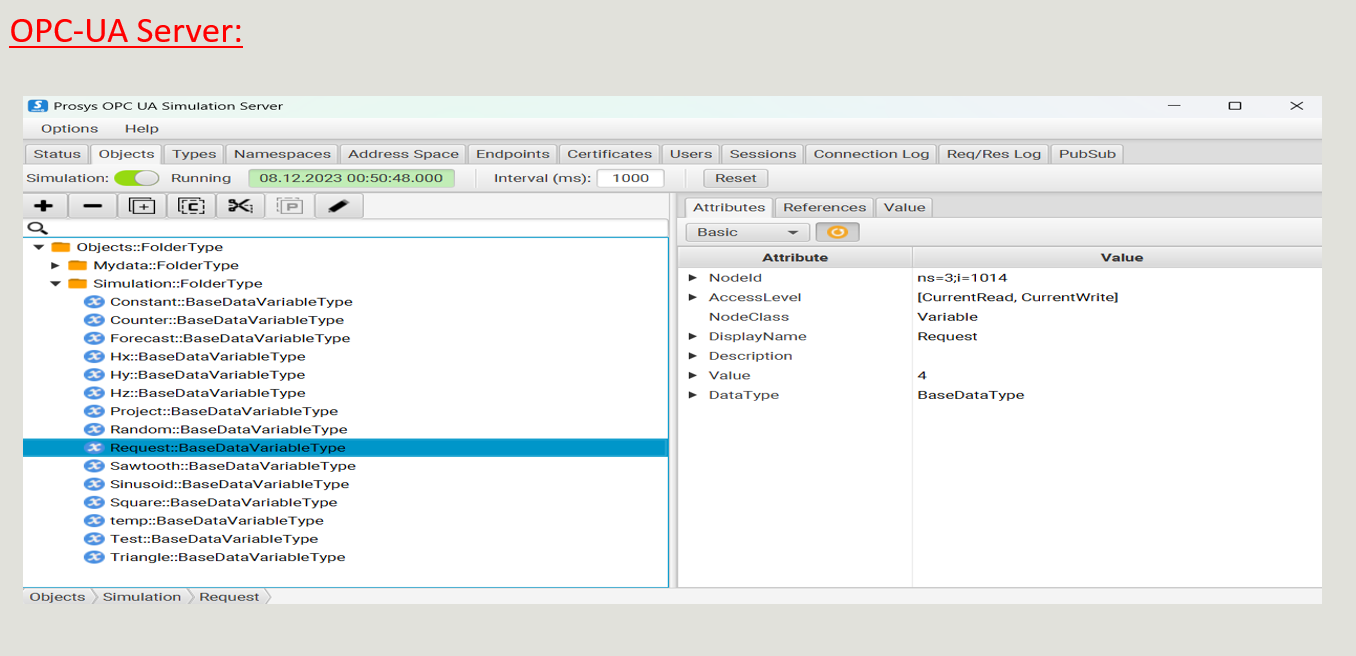 OPC-UA Server:
Prosys OPC UA Simulation Server
Options Help
Status Objects Types Namespaces Address Space Endpoints Certificates Users Sessions Connection Log Req/Res Log PubSub
Simulation: Running 08.12.2023 00:50:48.000 Interval (ms): 1000 Reset
Objects::FolderType
Mydata::FolderType
Simulation::FolderType
Constant::BaseDataVariableType
Counter::BaseDataVariableType
Forecast::BaseDataVariableType
Hx::BaseDataVariableType
Hy::BaseDataVariableType
Hz::BaseDataVariableType
Project::BaseDataVariableType
Random::BaseDataVariableType
Request::BaseDataVariableType
Sawtooth::BaseDataVariableType
Sinusoid::BaseDataVariableType
Square::BaseDataVariableType
temp::BaseDataVariableType
Test::BaseDataVariableType
Triangle::BaseDataVariableType
Attributes References Value
Basic
Attribute Value
NodeId ns=3;i=1014
AccessLevel [CurrentRead, CurrentWrite]
NodeClass Variable
DisplayName Request
Description
Value 4
DataType BaseDataType
Objects Simulation Request